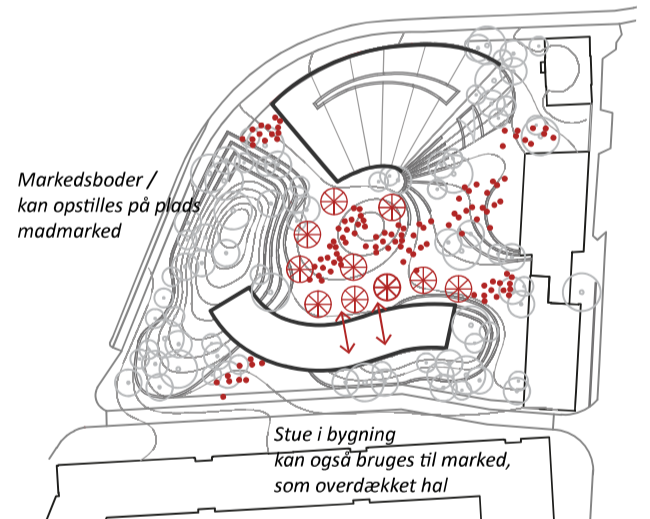 Markedsboder /
kan opstilles på plads
madmarked
Stue i bygning
kan også bruges til marked,
som overdækket hal